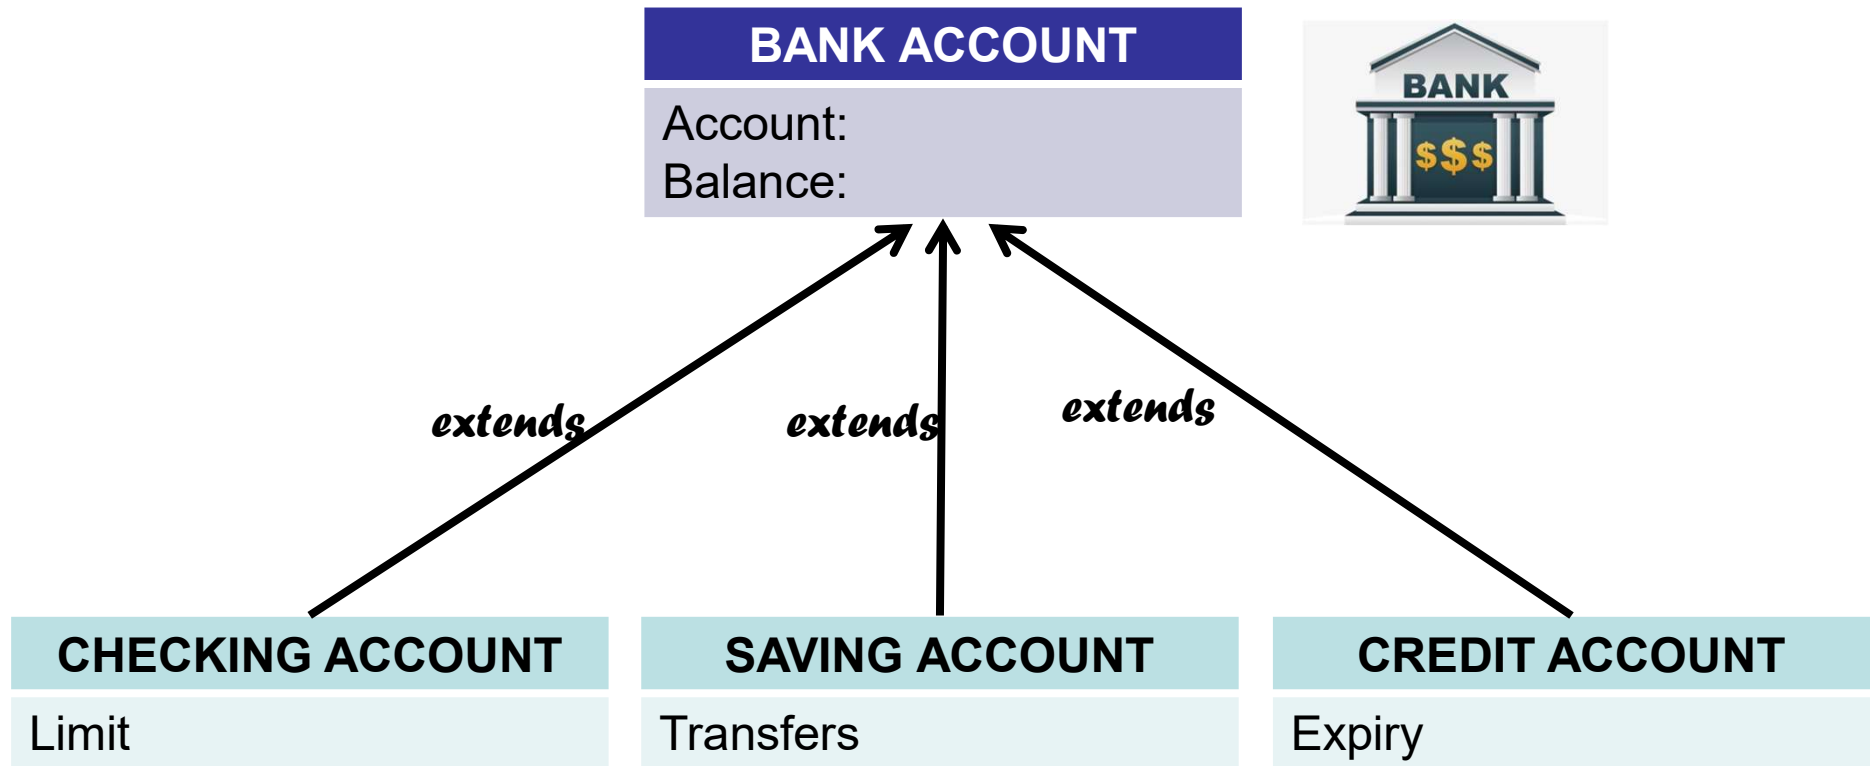 BANK ACCOUNT
Account:
Balance:
BANK
$$$
extends
extends
extends
CHECKING ACCOUNT
Limit
SAVING ACCOUNT
Transfers
CREDIT ACCOUNT
Expiry